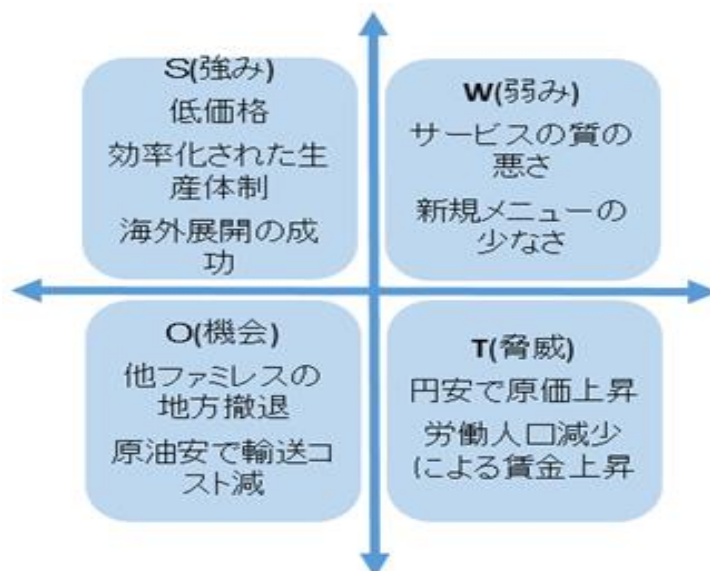 S(強み)
低価格
効率化された生
産体制
海外展開の成
功
W(弱み)
サービスの質の
悪さ
新規メニューの
少なさ
O(機会)
他ファミレスの
地方撤退
原油安で輸送コ
スト減
T(脅威)
円安で原価上昇
労働人口減少
による賃金上昇